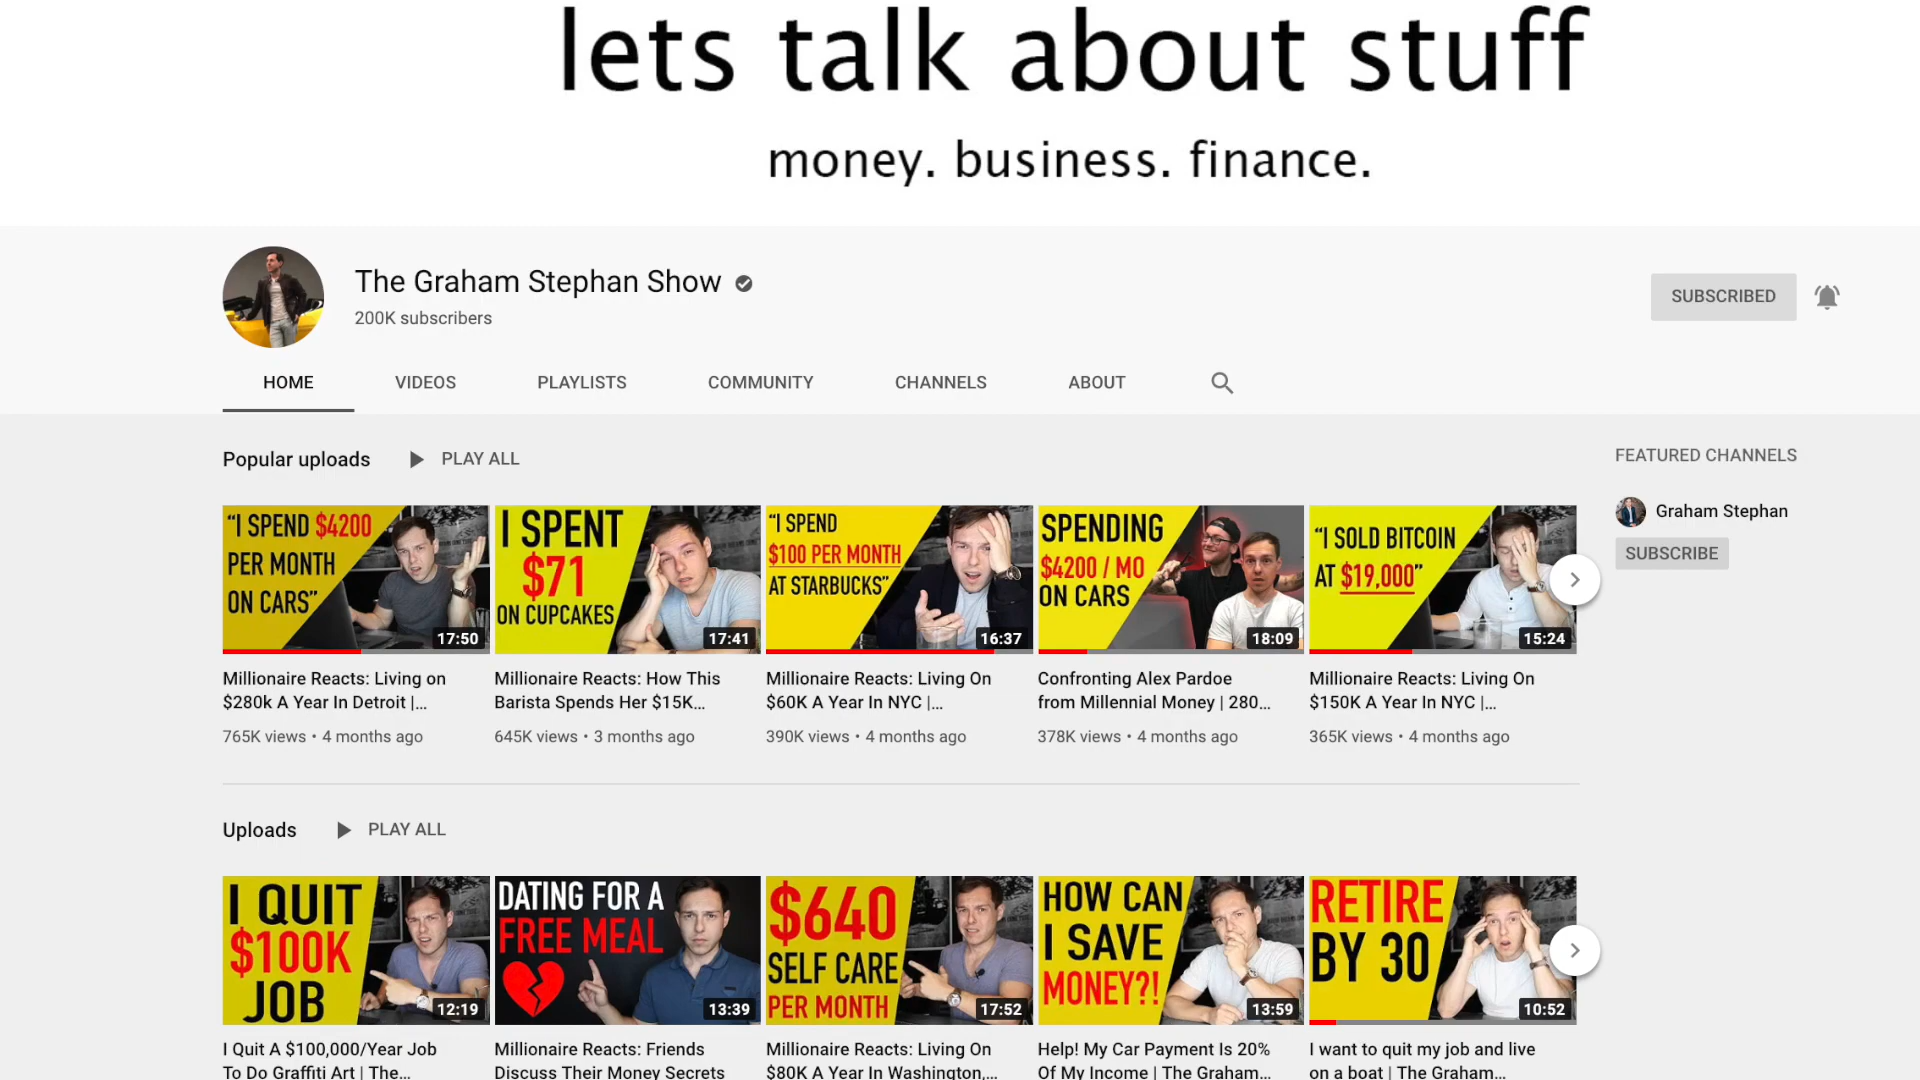 lets talk about stuff
money. business. finance.
The Graham Stephan Show
200K subscribers
SUBSCRIBED
HOME VIDEOS PLAYLISTS COMMUNITY CHANNELS ABOUT
Popular uploads PLAY ALL
FEATURED CHANNELS
Graham Stephan
SUBSCRIBE
“I SPEND $4200
PER MONTH
ON CARS”
17:50
Millionaire Reacts: Living on
$280k A Year In Detroit |...
765K views • 4 months ago
I SPENT
$71
ON CUPCAKES
17:41
Millionaire Reacts: How This
Barista Spends Her $15K...
645K views • 3 months ago
“I SPEND
$100 PER MONTH
AT STARBUCKS”
16:37
Millionaire Reacts: Living On
$60K A Year In NYC |...
390K views • 4 months ago
SPENDING
$4200 / MO
ON CARS
18:09
Confronting Alex Pardoe
from Millennial Money | 280...
378K views • 4 months ago
“I SOLD BITCOIN
AT $19,000”
15:24
Millionaire Reacts: Living On
$150K A Year In NYC |...
365K views • 4 months ago
Uploads PLAY ALL
I QUIT
$100K
JOB
12:19
I Quit A $100,000/Year Job
To Do Graffiti Art | The...
DATING FOR A
FREE MEAL
13:39
Millionaire Reacts: Friends
Discuss Their Money Secrets
$640
SELF CARE
PER MONTH
17:52
Millionaire Reacts: Living On
$80K A Year In Washington,...
HOW CAN
I SAVE
MONEY?!
13:59
Help! My Car Payment Is 20%
Of My Income | The Graham...
RETIRE
BY 30
10:52
I want to quit my job and live
on a boat | The Graham...